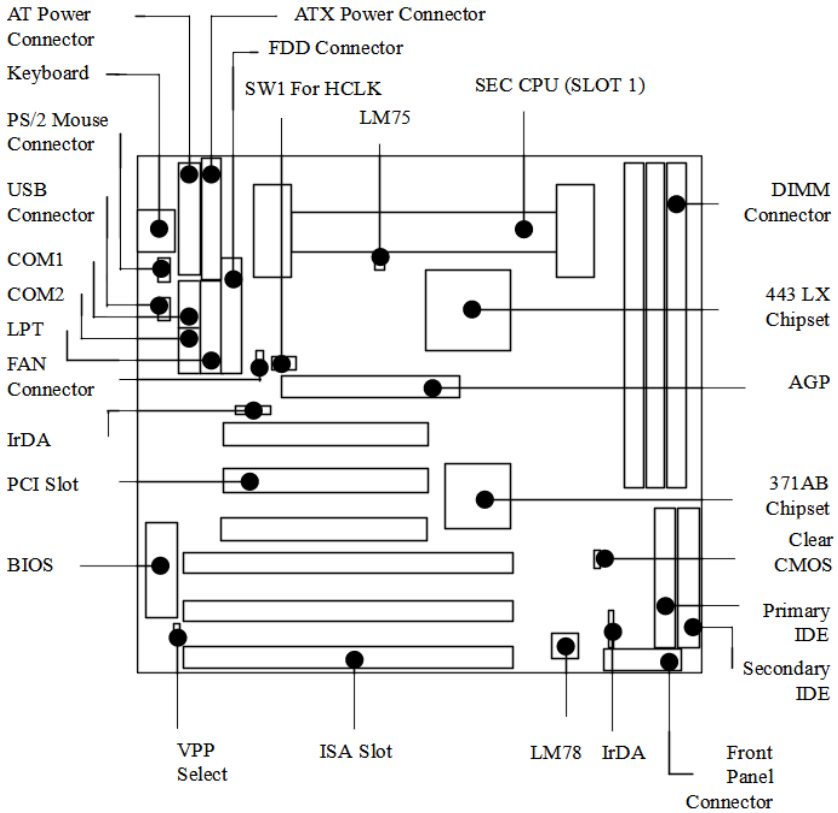 AT Power
Connector
ATX Power Connector
FDD Connector
Keyboard
SW1 For HCLK
SEC CPU (SLOT 1)
LM75
PS/2 Mouse
Connector
USB
Connector
DIMM
Connector
COM1
COM2
443 LX
Chipset
LPT
FAN
Connector
AGP
IrDA
PCI Slot
371AB
Chipset
Clear
CMOS
BIOS
Primary
IDE
Secondary
IDE
VPP
Select
ISA Slot
LM78
IrDA
Front
Panel
Connector